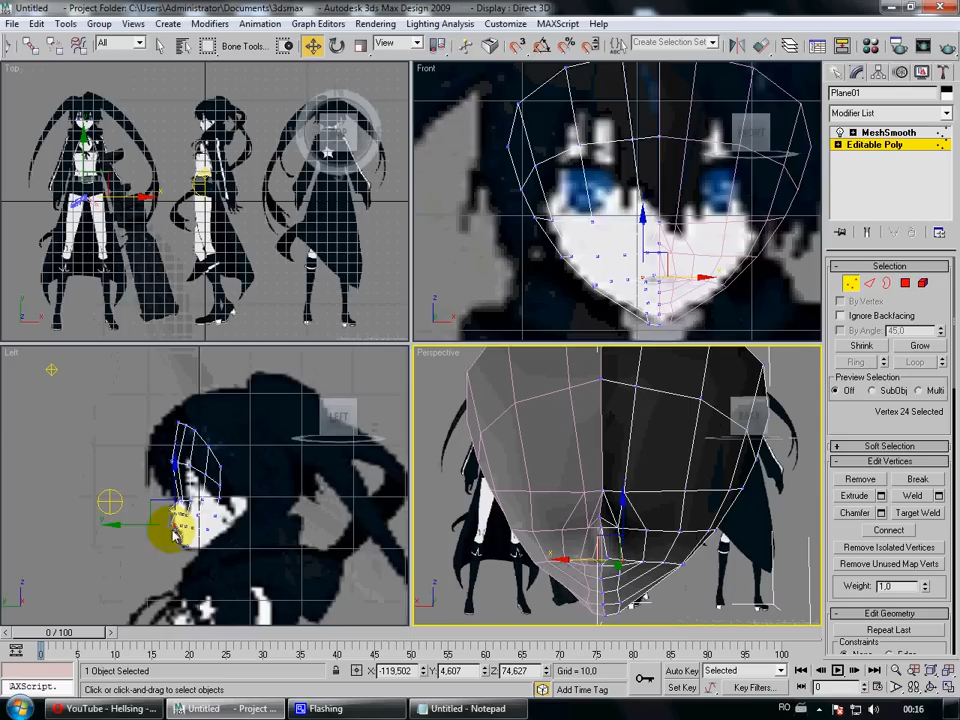 Untitled - Project Folder: C:\Users\Administrator\Documents\3dsmax - Autodesk 3ds Max Design 2009 - Display : Direct 3D
File Edit Tools Group Views Create Modifiers Animation Graph Editors Rendering Lighting Analysis Customize MAXScript Help
All Bone Tools... View Create Selection Set
Top
Front
TOP
FRONT
Left
Perspective
LEFT
BACK
Plane01
Modifier List
MeshSmooth
Editable Poly
Selection
By Vertex
Ignore Backfacing
By Angle: 45,0
Shrink Grow
Ring Loop
Preview Selection
Off SubObj Multi
Vertex 24 Selected
Soft Selection
Edit Vertices
Remove Break
Extrude Weld
Chamfer Target Weld
Connect
Remove Isolated Vertices
Remove Unused Map Verts
Weight: 1,0
Edit Geometry
Repeat Last
Constraints
0 / 100
0 5 10 15 20 25 30 35 40 45 50 55 60 65 70 75 80 85 90 95 100
1 Object Selected X: -119,502 Y: 4,607 Z: 74,627 Grid = 10,0 Auto Key Selected
AXScript. Click or click-and-drag to select objects Add Time Tag Set Key Key Filters... 0
YouTube - Hellsing -... Untitled - Project ... Flashing Untitled - Notepad RO 00:16